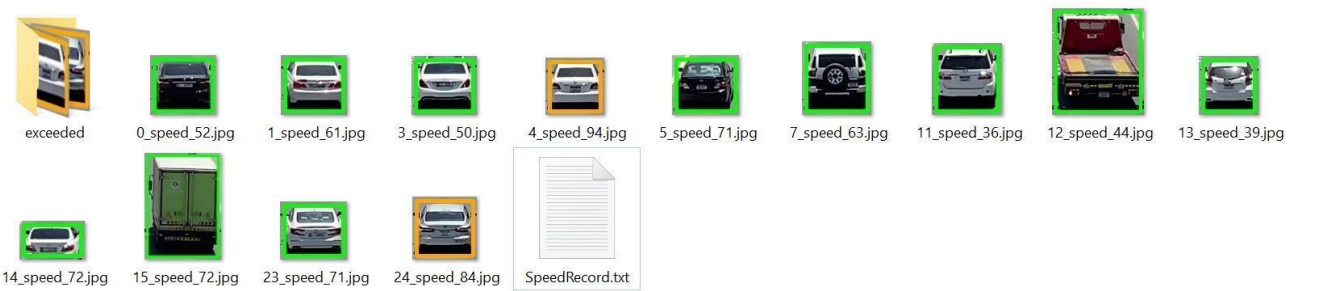 exceeded 0_speed_52.jpg 1_speed_61.jpg 3_speed_50.jpg 4_speed_94.jpg 5_speed_71.jpg 7_speed_63.jpg 11_speed_36.jpg 12_speed_44.jpg 13_speed_39.jpg
14_speed_72.jpg 15_speed_72.jpg 23_speed_71.jpg 24_speed_84.jpg SpeedRecord.txt